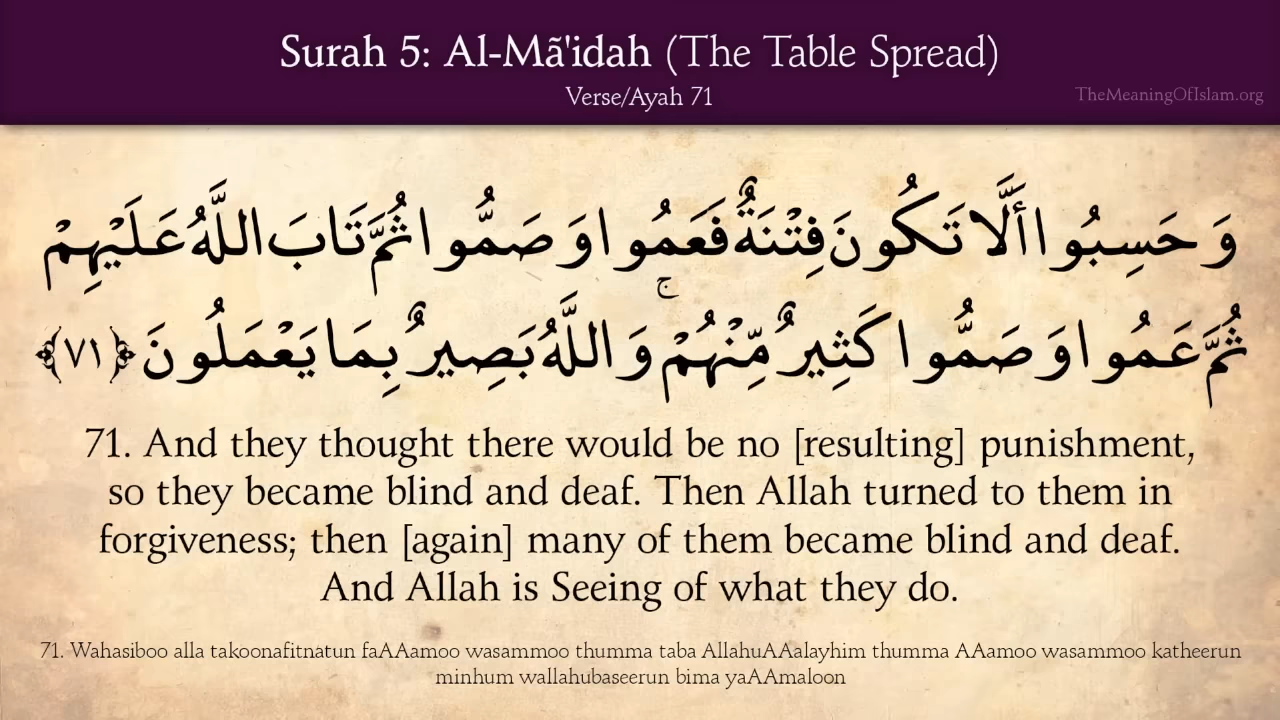 Surah 5: Al-Mã'idah (The Table Spread)
Verse/Ayah 71
TheMeaningOfIslam.org
وَحَسِبُوا أَلَّا تَكُونَ فِتْنَةٌ فَعَمُوا وَصَمُّوا ثُمَّ تَابَ اللَّهُ عَلَيْهِمْ
ثُمَّ عَمُوا وَصَمُّوا كَثِيرٌ مِّنْهُمْ ۚ وَاللَّهُ بَصِيرٌ بِمَا يَعْمَلُونَ ﴿٧١﴾
71. And they thought there would be no [resulting] punishment,
so they became blind and deaf. Then Allah turned to them in
forgiveness; then [again] many of them became blind and deaf.
And Allah is Seeing of what they do.
71. Wahasiboo alla takoonafitnatun faAAamoo wasammoo thumma taba AllahuAAalayhim thumma AAamoo wasammoo katheerun
minhum wallahubaseerun bima yaAAmaloon